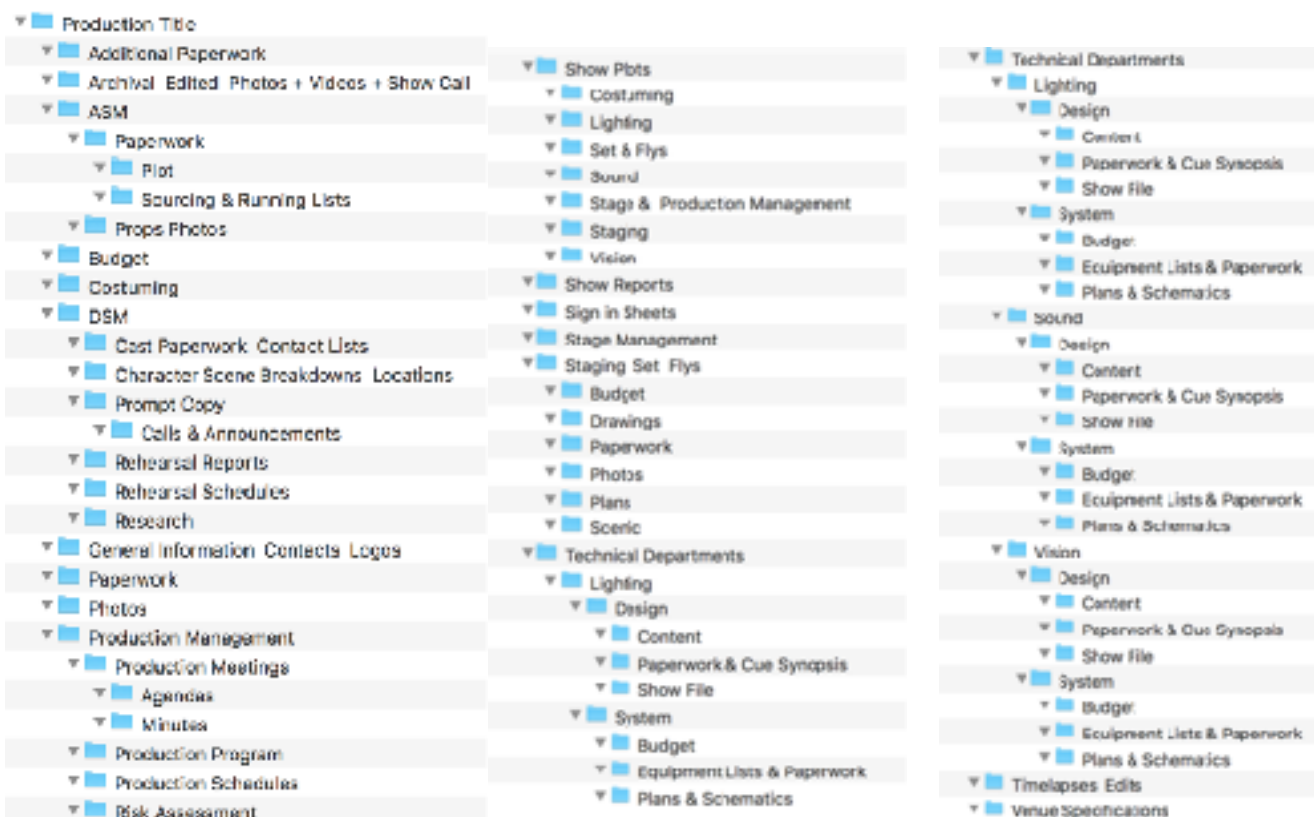 Production Title
Additional Paperwork
Archival Edited Photos + Videos + Show Call
ASM
Paperwork
Plot
Sourcing & Running Lists
Props Photos
Budget
Costuming
DSM
Cast Paperwork Contact Lists
Character Scene Breakdowns Locations
Prompt Copy
Calls & Announcements
Rehearsal Reports
Rehearsal Schedules
Research
General Information Contacts Logos
Paperwork
Photos
Production Management
Production Meetings
Agendas
Minutes
Production Program
Production Schedules
Risk Assessment
Show Plots
Costuming
Lighting
Set & Flys
Sound
Stage & Production Management
Staging
Vision
Show Reports
Sign in Sheets
Stage Management
Staging Set Flys
Budget
Drawings
Paperwork
Photos
Plans
Scenic
Technical Departments
Lighting
Design
Content
Paperwork & Cue Synopsis
Show File
System
Budget
Equipment Lists & Paperwork
Plans & Schematics
Technical Departments
Lighting
Design
Content
Paperwork & Cue Synopsis
Show File
System
Budget
Equipment Lists & Paperwork
Plans & Schematics
Sound
Design
Content
Paperwork & Cue Synopsis
Show File
System
Budget
Equipment Lists & Paperwork
Plans & Schematics
Vision
Design
Content
Paperwork & Cue Synopsis
Show File
System
Budget
Equipment Lists & Paperwork
Plans & Schematics
Timelapses Edits
Venue Specifications